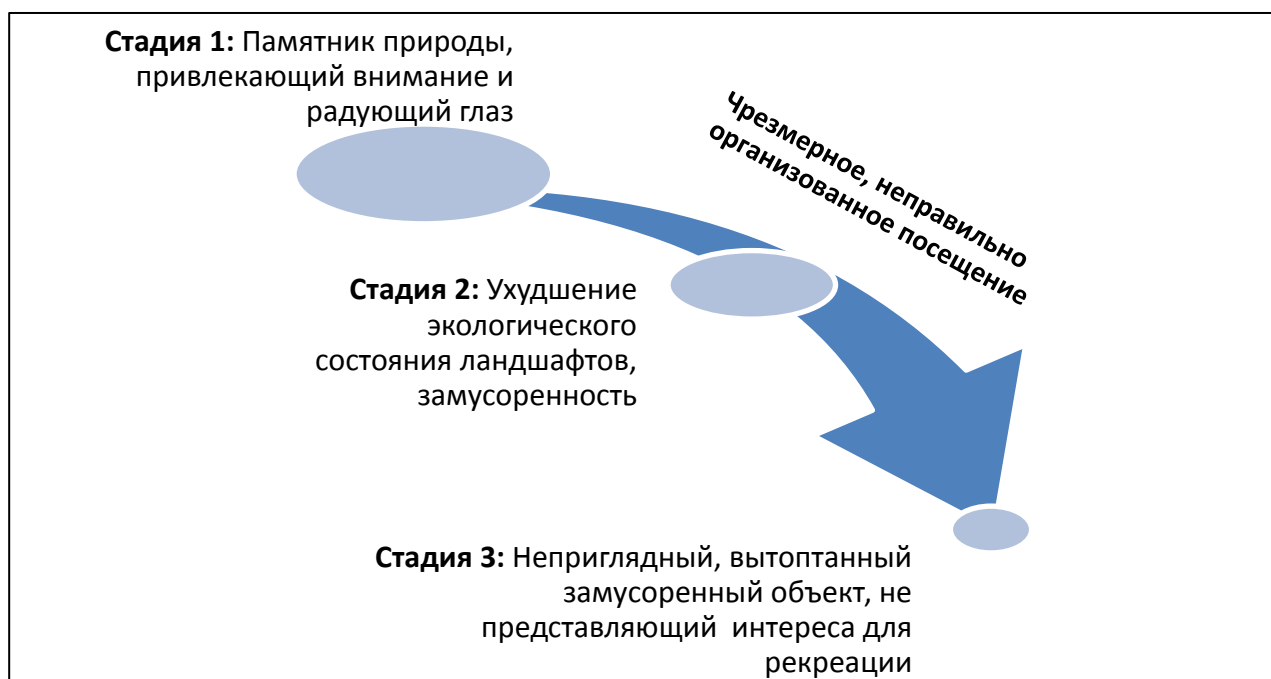 Стадия 1: Памятник природы,
привлекающий внимание и
радующий глаз
Чрезмерное, неправильно
организованное посещение
Стадия 2: Ухудшение
экологического
состояния ландшафтов,
замусоренность
Стадия 3: Неприглядный, вытоптанный
замусоренный объект, не
представляющий интереса для
рекреации